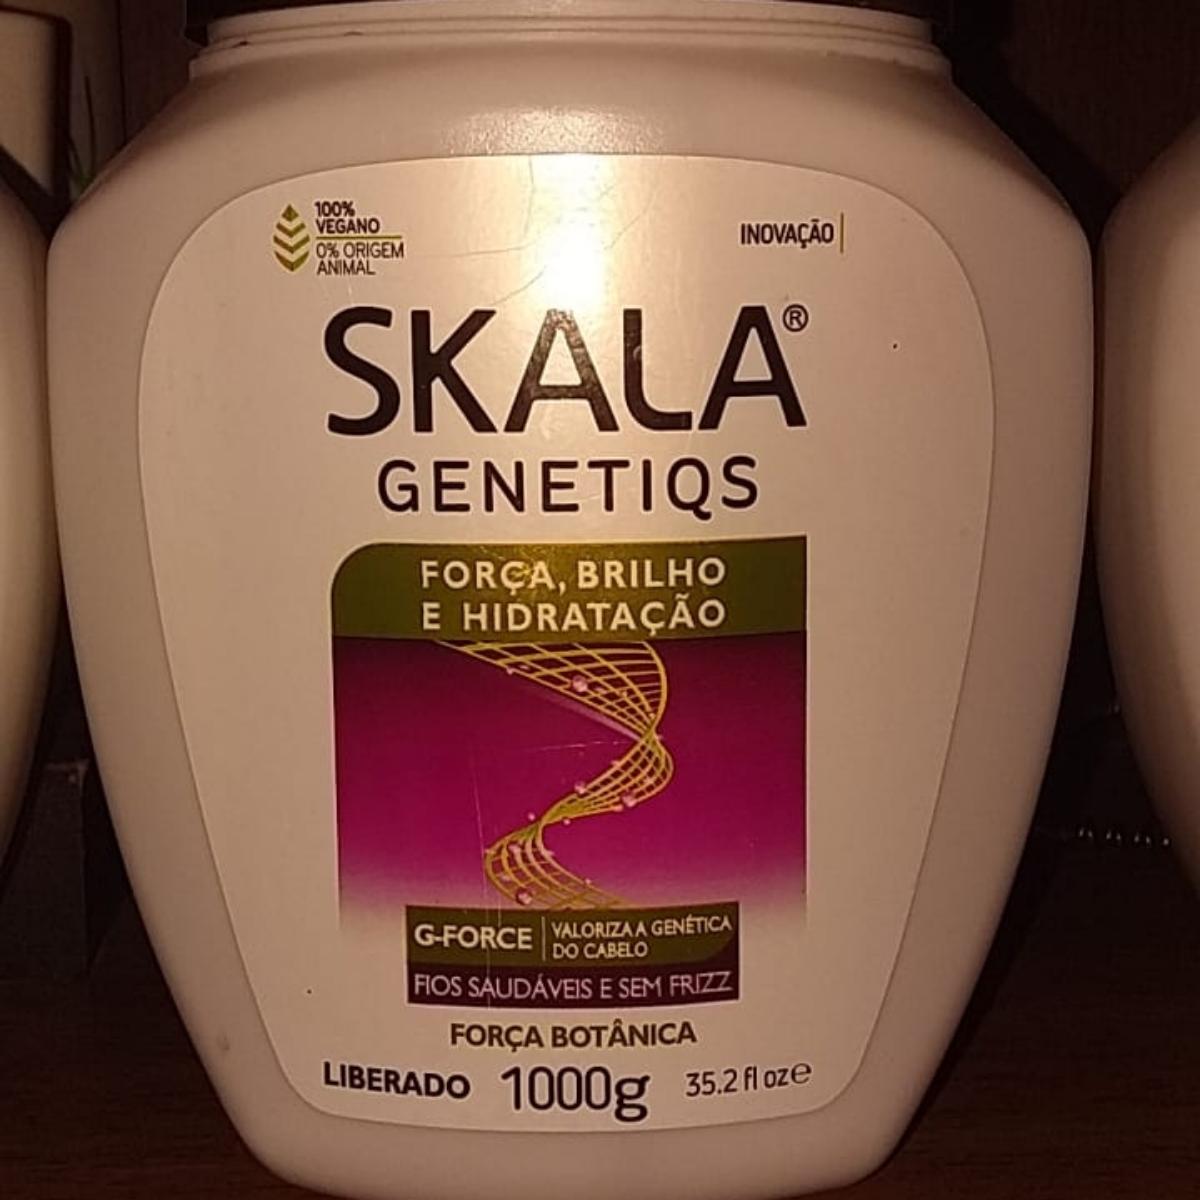 100%
VEGANO
0% ORIGEM
ANIMAL
INOVAÇÃO
SKALA®
GENETIQS
FORÇA, BRILHO
E HIDRATAÇÃO
G-FORCE
VALORIZA A GENÉTICA
DO CABELO
FIOS SAUDÁVEIS E SEM FRIZZ
FORÇA BOTÂNICA
LIBERADO 1000g 35.2 fl oz℮